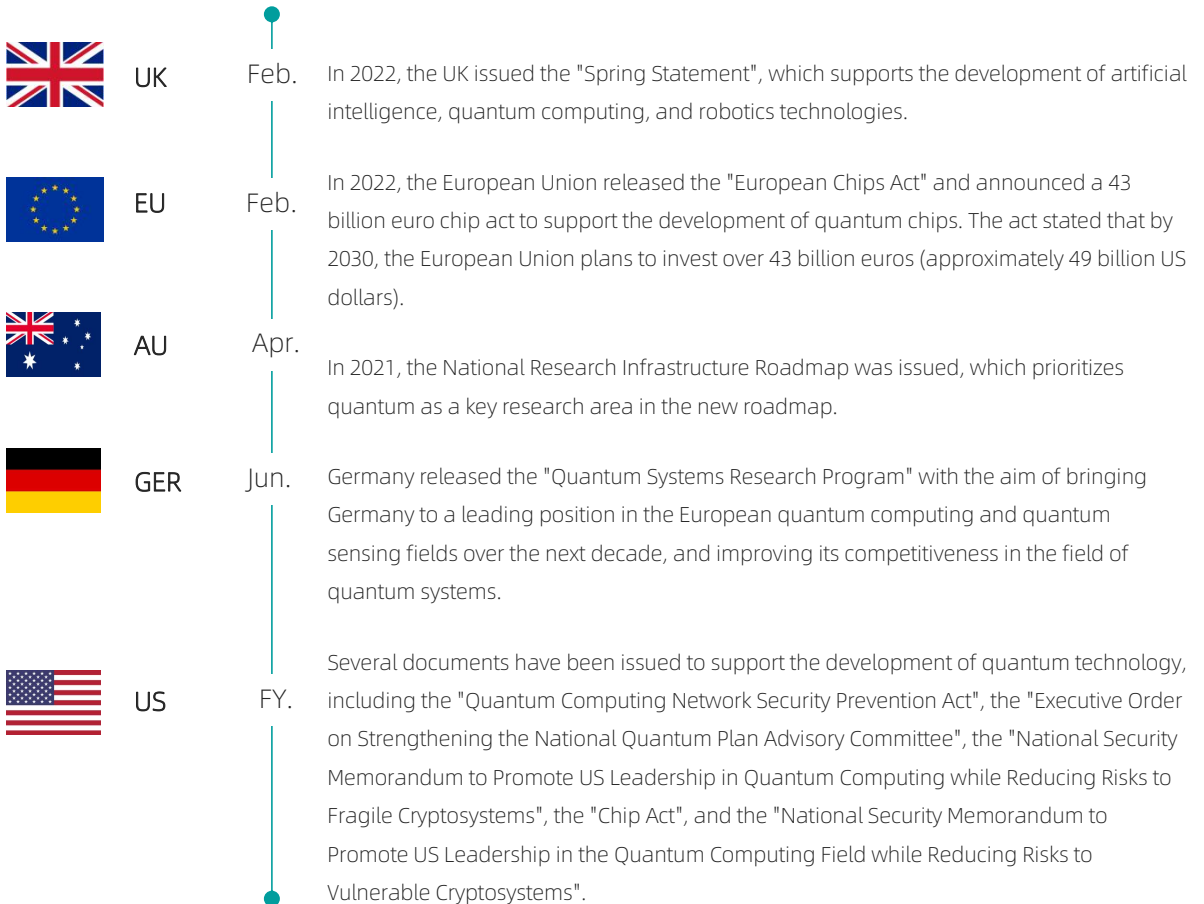 UK
Feb.
In 2022, the UK issued the "Spring Statement", which supports the development of artificial
intelligence, quantum computing, and robotics technologies.
EU
Feb.
In 2022, the European Union released the "European Chips Act" and announced a 43
billion euro chip act to support the development of quantum chips. The act stated that by
2030, the European Union plans to invest over 43 billion euros (approximately 49 billion US
dollars).
AU
Apr.
In 2021, the National Research Infrastructure Roadmap was issued, which prioritizes
quantum as a key research area in the new roadmap.
GER
Jun.
Germany released the "Quantum Systems Research Program" with the aim of bringing
Germany to a leading position in the European quantum computing and quantum
sensing fields over the next decade, and improving its competitiveness in the field of
quantum systems.
US
FY.
Several documents have been issued to support the development of quantum technology,
including the "Quantum Computing Network Security Prevention Act", the "Executive Order
on Strengthening the National Quantum Plan Advisory Committee", the "National Security
Memorandum to Promote US Leadership in Quantum Computing while Reducing Risks to
Fragile Cryptosystems", the "Chip Act", and the "National Security Memorandum to
Promote US Leadership in the Quantum Computing Field while Reducing Risks to
Vulnerable Cryptosystems".